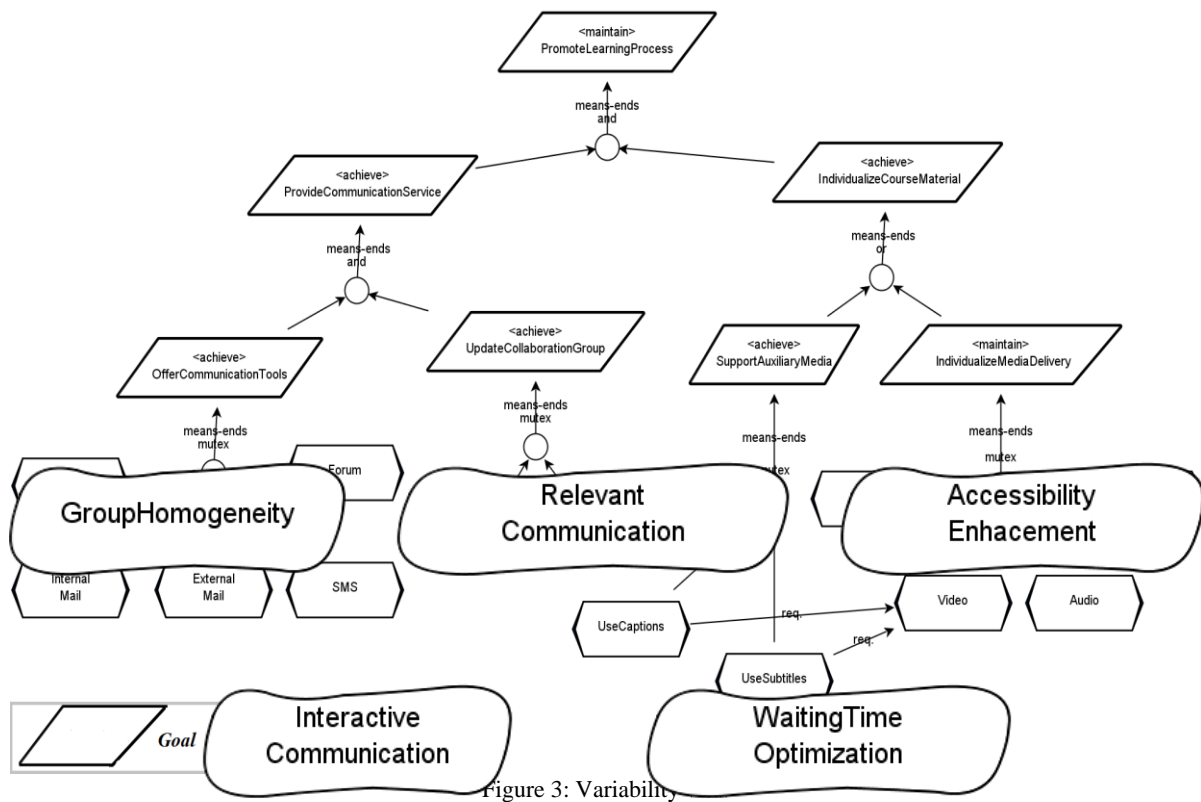 <maintain>
PromoteLearningProcess
means-ends
and
<achieve>
ProvideCommunicationService
<achieve>
IndividualizeCourseMaterial
means-ends
and
means-ends
or
<achieve>
OfferCommunicationTools
<achieve>
UpdateCollaborationGroup
<achieve>
SupportAuxiliaryMedia
<maintain>
IndividualizeMediaDelivery
means-ends
mutex
means-ends
mutex
means-ends
means-ends
mutex
Forum
GroupHomogeneity
Relevant
Communication
Accessibility
Enhacement
Internal
Mail
External
Mail
SMS
UseCaptions
req.
Video
Audio
req.
UseSubtitles
Goal
Interactive
Communication
WaitingTime
Optimization
Figure 3: Variability